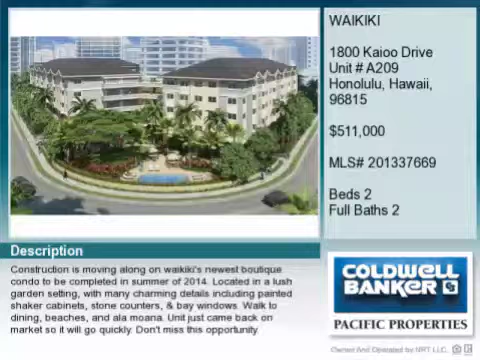 WAIKIKI
1800 Kaioo Drive
Unit # A209
Honolulu, Hawaii,
96815
$511,000
MLS# 201337669
Beds 2
Full Baths 2
Description
Construction is moving along on waikiki's newest boutique
condo to be completed in summer of 2014. Located in a lush
garden setting, with many charming details including painted
shaker cabinets, stone counters, & bay windows. Walk to
dining, beaches, and ala moana. Unit just came back on
market so it will go quickly. Don't miss this opportunity.
COLDWELL
BANKER
PACIFIC PROPERTIES
Owned And Operated by NRT LLC.